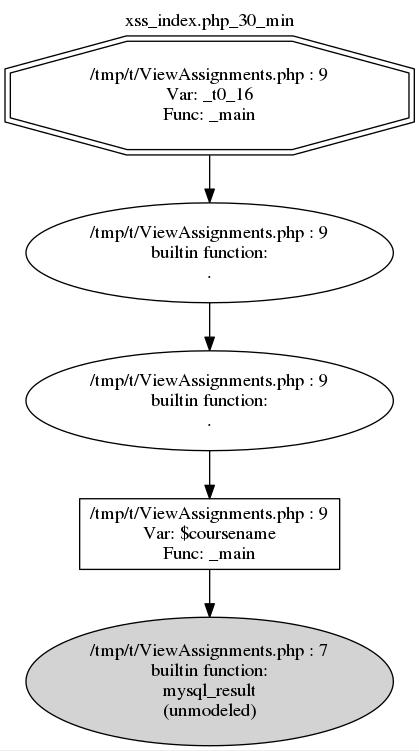 xss_index.php_30_min
/tmp/t/ViewAssignments.php : 9
Var: _t0_16
Func: _main
/tmp/t/ViewAssignments.php : 9
builtin function:
.
/tmp/t/ViewAssignments.php : 9
builtin function:
.
/tmp/t/ViewAssignments.php : 9
Var: $coursename
Func: _main
/tmp/t/ViewAssignments.php : 7
builtin function:
mysql_result
(unmodeled)